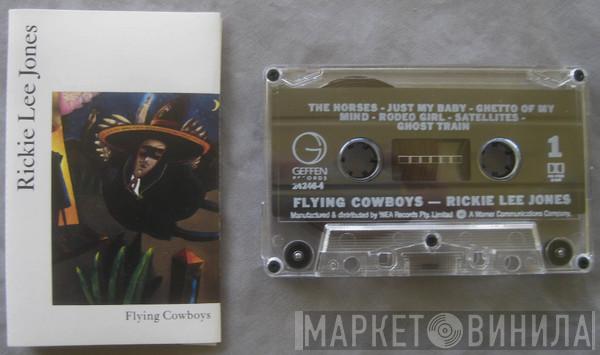 Rickie Lee Jones
Flying Cowboys
THE HORSES - JUST MY BABY - GHETTO OF MY
MIND - RODEO GIRL - SATELLITES -
GHOST TRAIN
GEFFEN
RECORDS
24246-4
1
FLYING COWBOYS — RICKIE LEE JONES
Manufactured & distributed by WEA Records Pty. Limited A Warner Communications Company.
МАРКЕТ ВИНИЛА